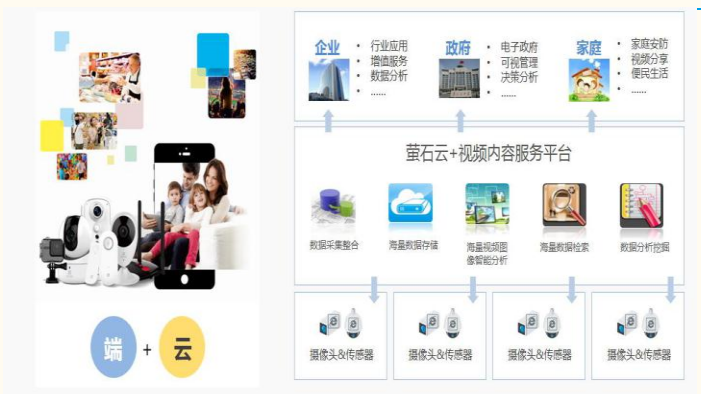 端 + 云
企业
• 行业应用
• 增值服务
• 数据分析
• ......
政府
• 电子政府
• 可视管理
• 决策分析
• ......
家庭
• 家庭安防
• 视频分享
• 便民生活
• ......
萤石云+视频内容服务平台
数据采集整合
海量数据存储
海量视频图
像智能分析
海量数据检索
数据分析挖掘
摄像头&传感器
摄像头&传感器
摄像头&传感器
摄像头&传感器